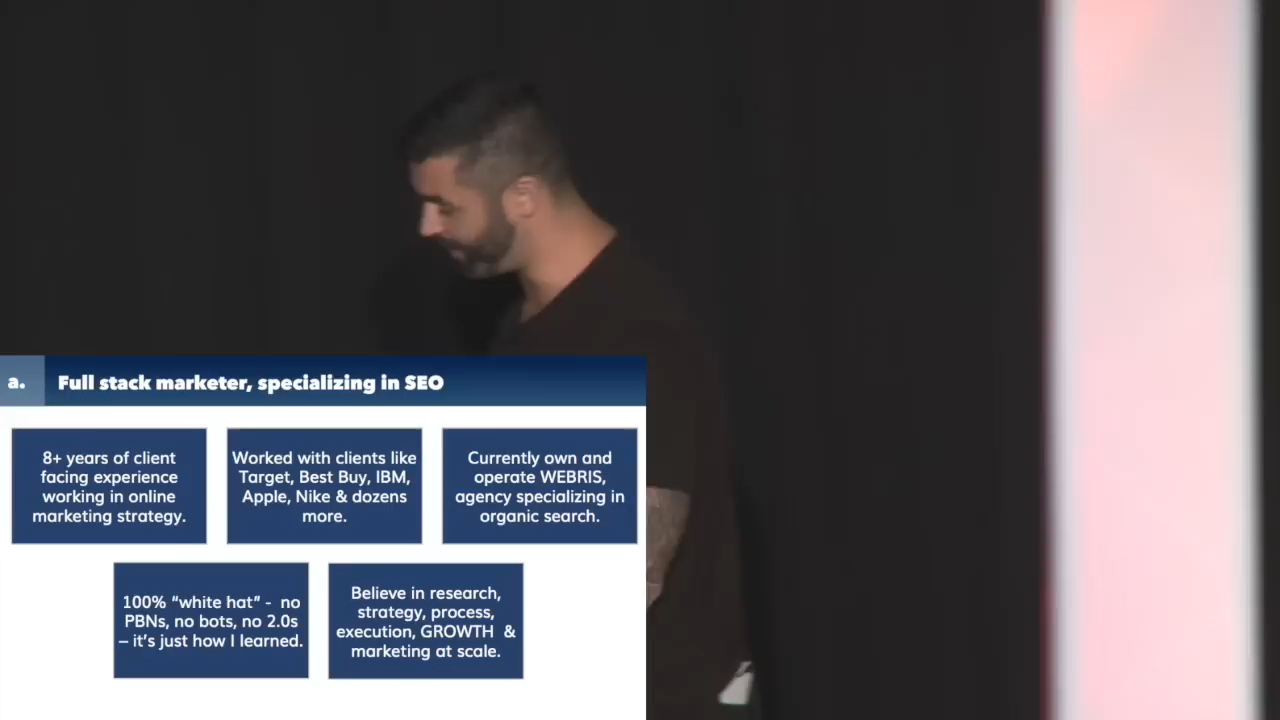 a. Full stack marketer, specializing in SEO
8+ years of client
facing experience
working in online
marketing strategy.
Worked with clients like
Target, Best Buy, IBM,
Apple, Nike & dozens
more.
Currently own and
operate WEBRIS,
agency specializing in
organic search.
100% “white hat” - no
PBNs, no bots, no 2.0s
– it’s just how I learned.
Believe in research,
strategy, process,
execution, GROWTH &
marketing at scale.